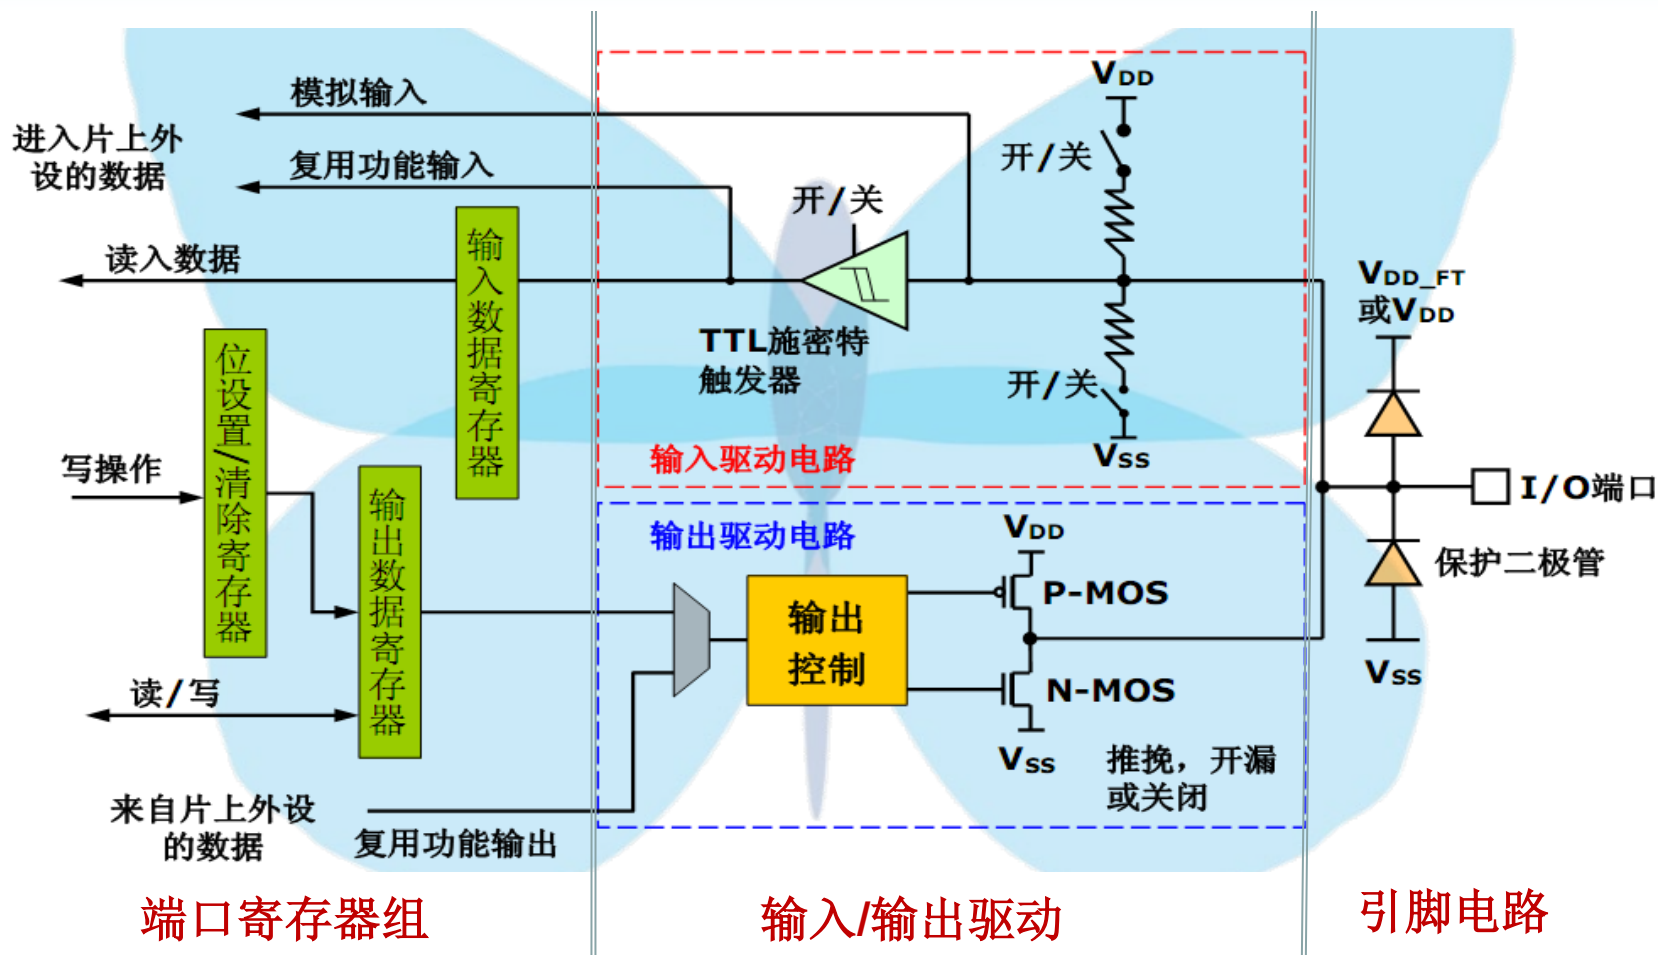 模拟输入
进入片上外
设的数据
复用功能输入
读入数据
输入数据寄存器
位设置/清除寄存器
写操作
输出数据寄存器
读/写
来自片上外设
的数据
复用功能输出
端口寄存器组
VDD
开/关
开/关
TTL施密特
触发器
开/关
VSS
输入驱动电路
输出驱动电路
VDD
输出
控制
P-MOS
N-MOS
VSS
推挽，开漏
或关闭
输入/输出驱动
VDD_FT
或VDD
I/O端口
保护二极管
VSS
引脚电路